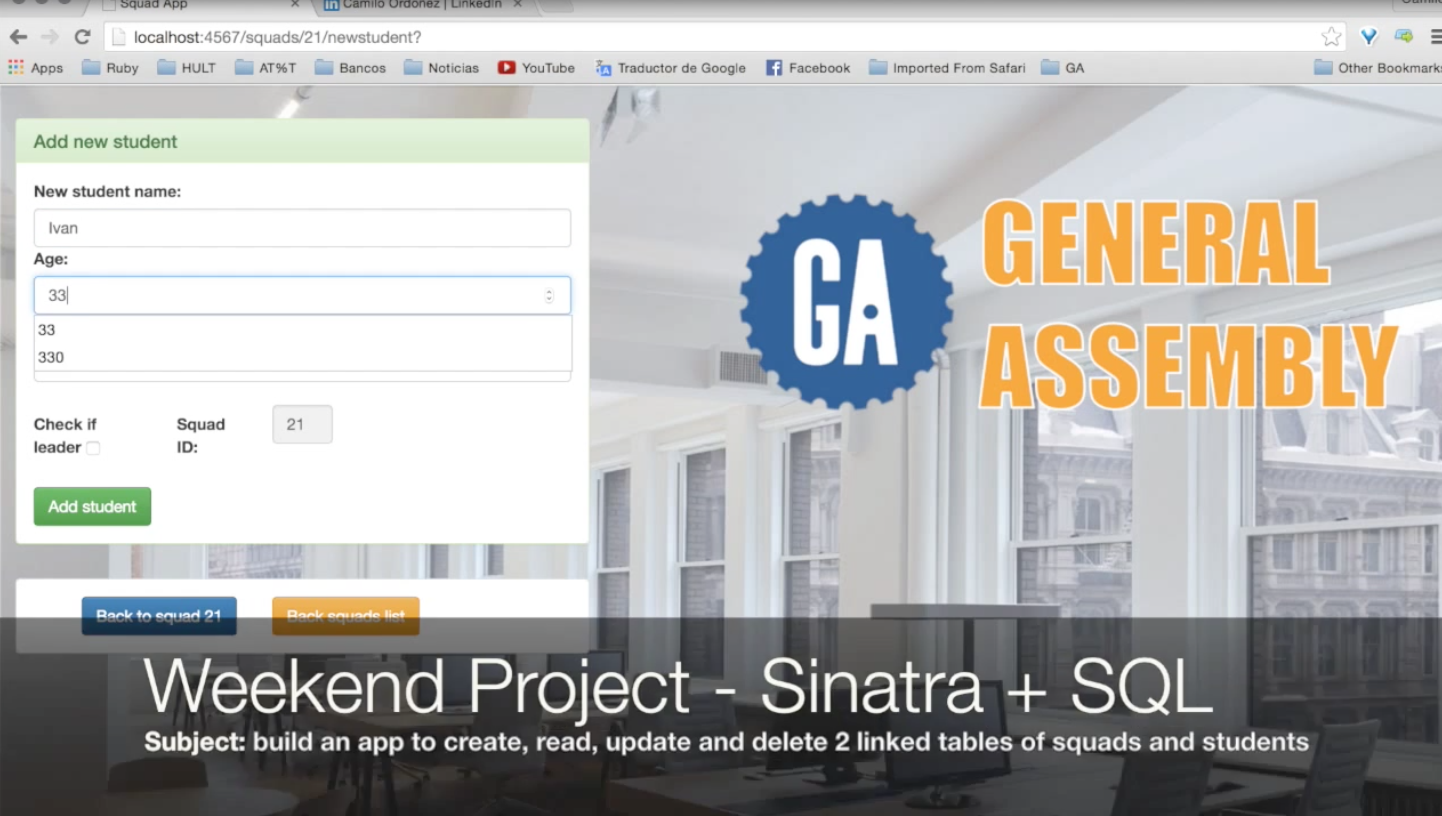 Squad App
Camilo Ordonez | LinkedIn
localhost:4567/squads/21/newstudent?
Apps Ruby HULT AT%T Bancos Noticias YouTube Traductor de Google Facebook Imported From Safari GA Other Bookmarks
Add new student
New student name:
Ivan
Age:
33
33
330
Check if
leader
Squad
ID:
21
Add student
Back to squad 21
Back squads list
GA
GENERAL
ASSEMBLY
Weekend Project - Sinatra + SQL
Subject: build an app to create, read, update and delete 2 linked tables of squads and students